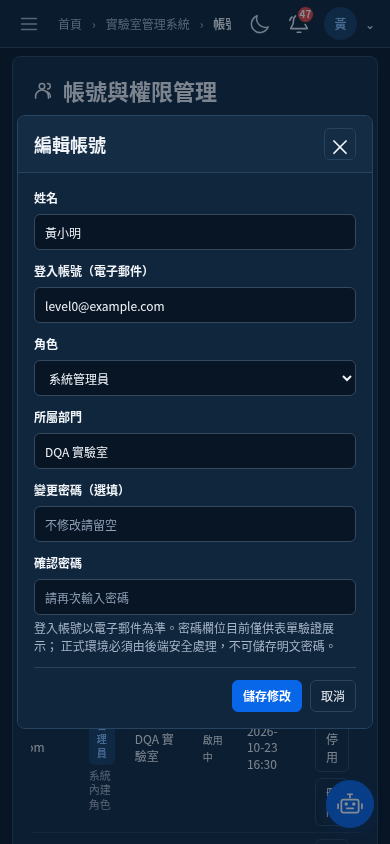 首頁 › 實驗室管理系統 ›
47
黃
帳號與權限管理
編輯帳號
姓名
黃小明
登入帳號（電子郵件）
level0@example.com
角色
系統管理員
所屬部門
DQA 實驗室
變更密碼（選填）
不修改請留空
確認密碼
請再次輸入密碼
登入帳號以電子郵件為準。密碼欄位目前僅供表單驗證展
示； 正式環境必須由後端安全處理，不可儲存明文密碼。
儲存修改
取消
om
理
員
系統
內建
角色
DQA 實
驗室
啟用
中
2026-
10-23
16:30
停
用